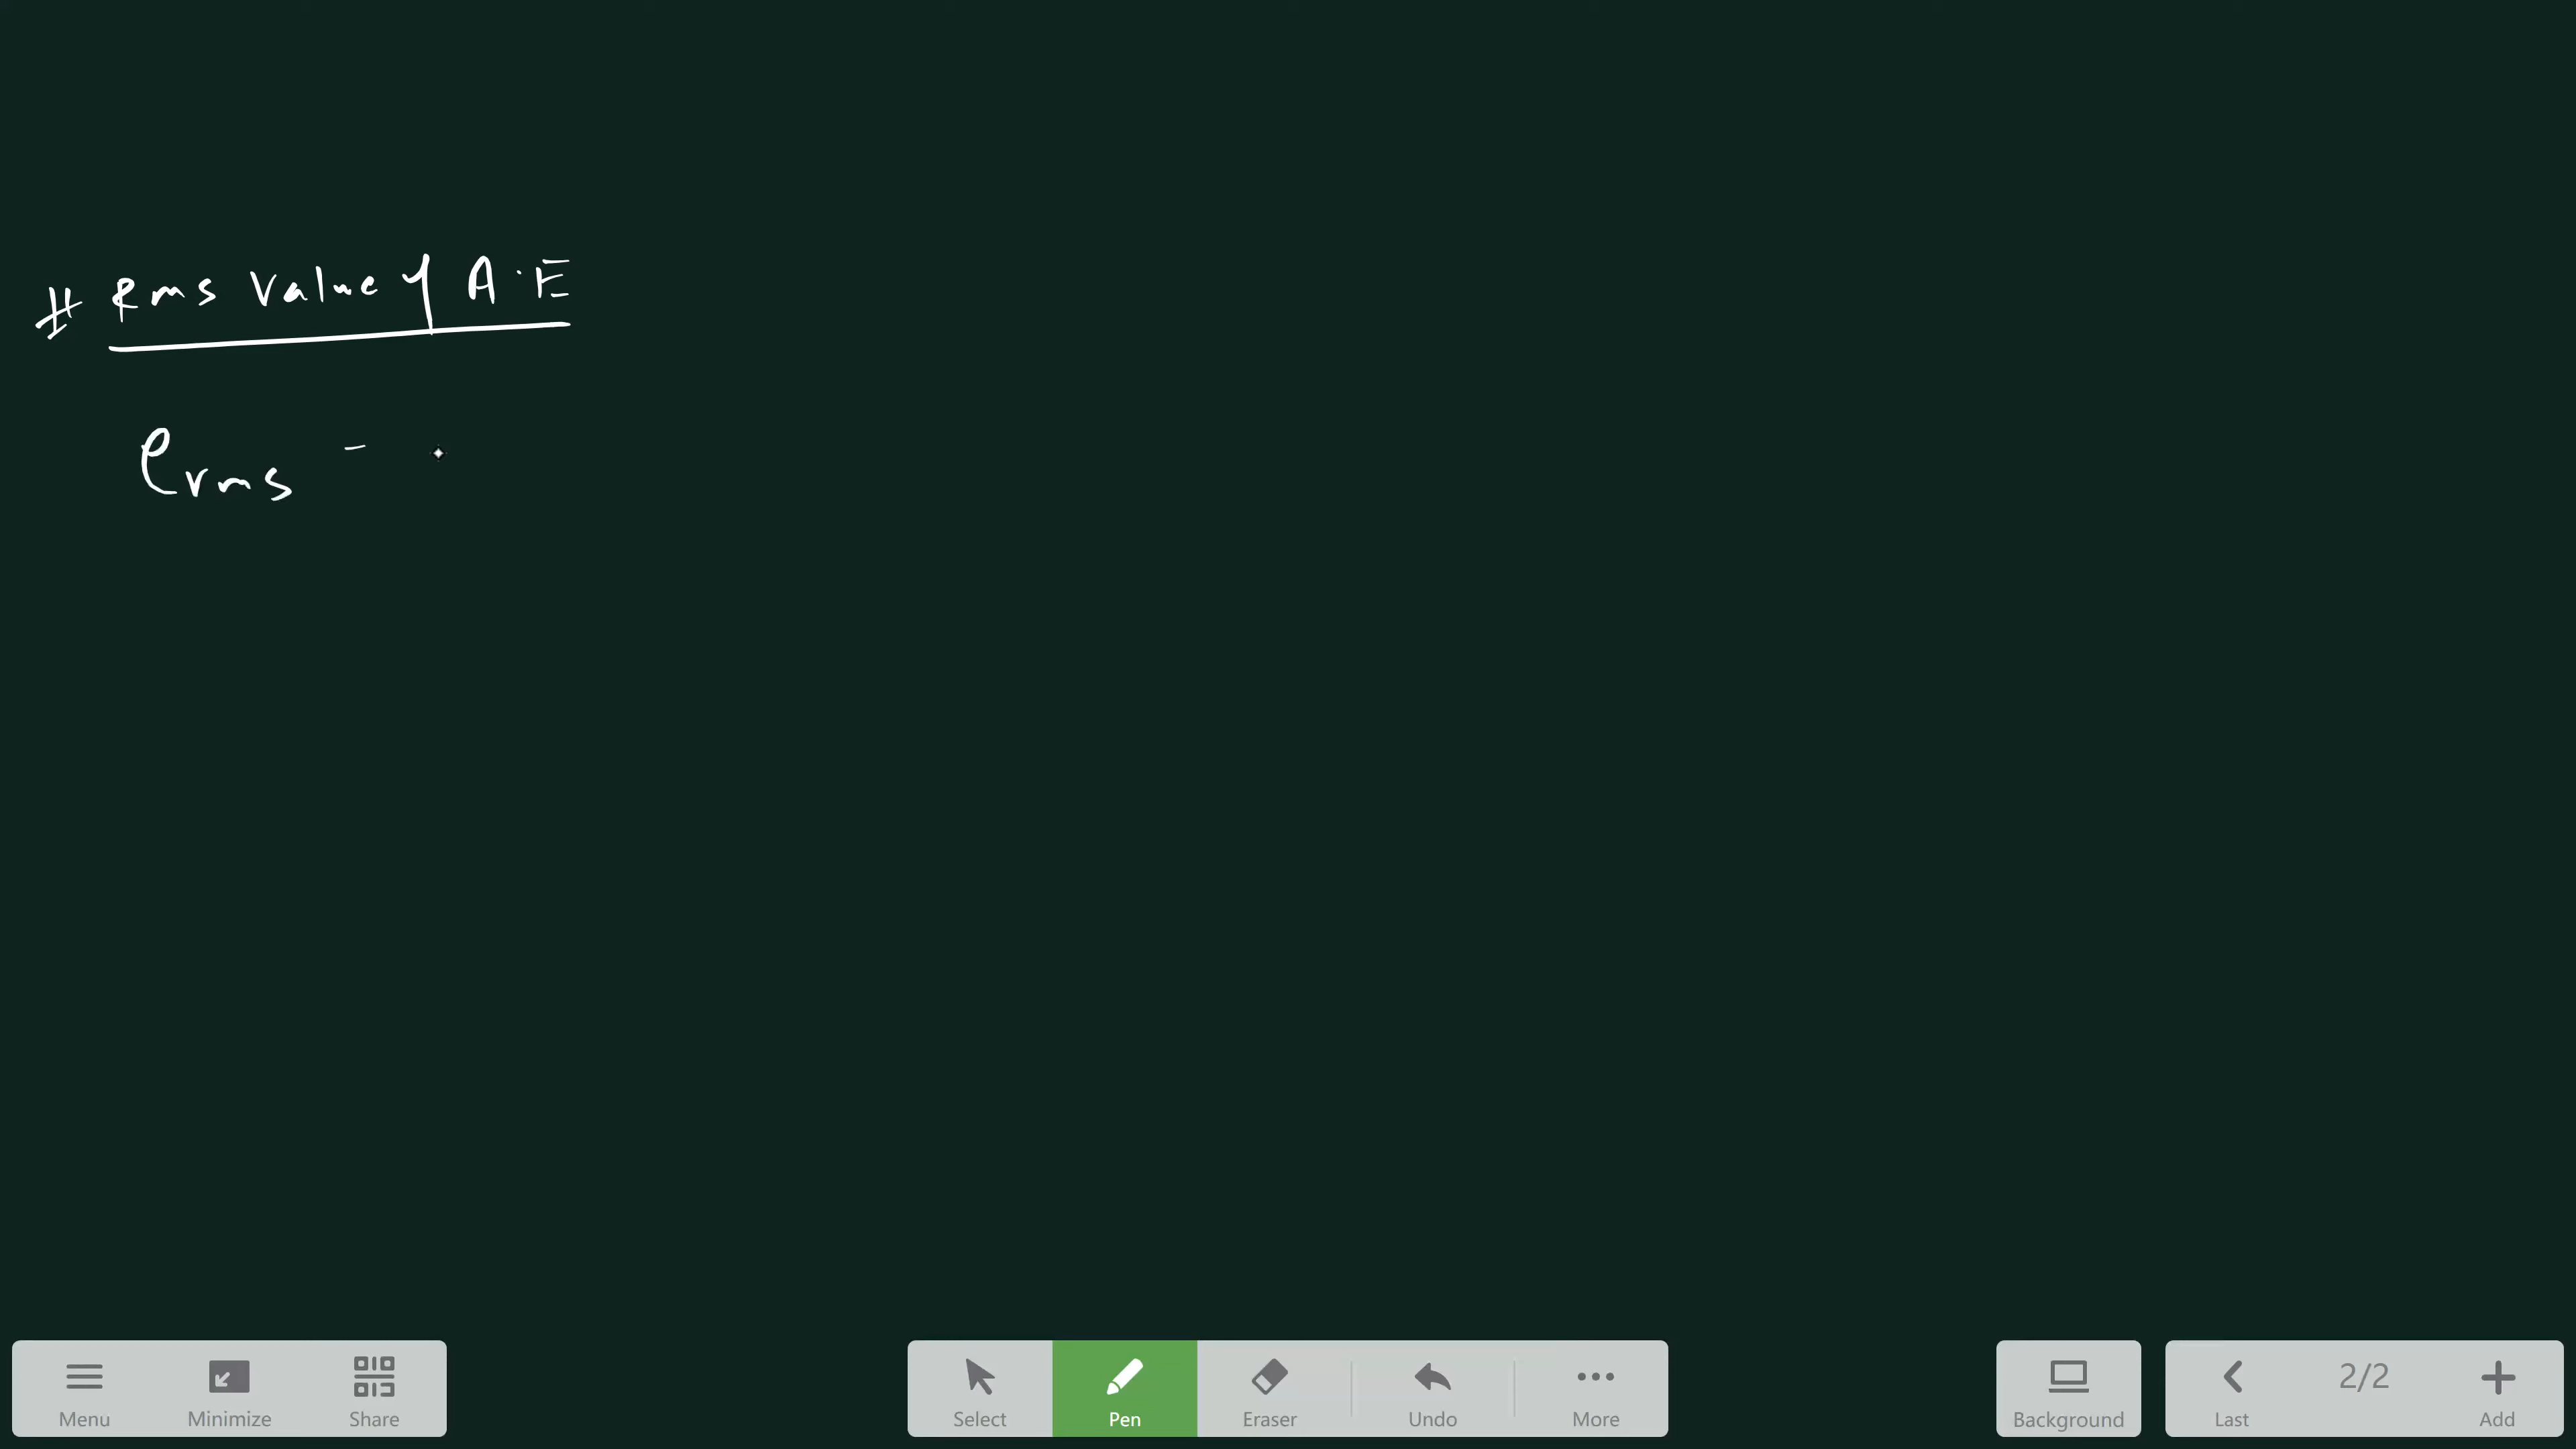 # Rms Value of A.E
erms -
Menu Minimize Share Select Pen Eraser Undo More Background Last 2/2 Add